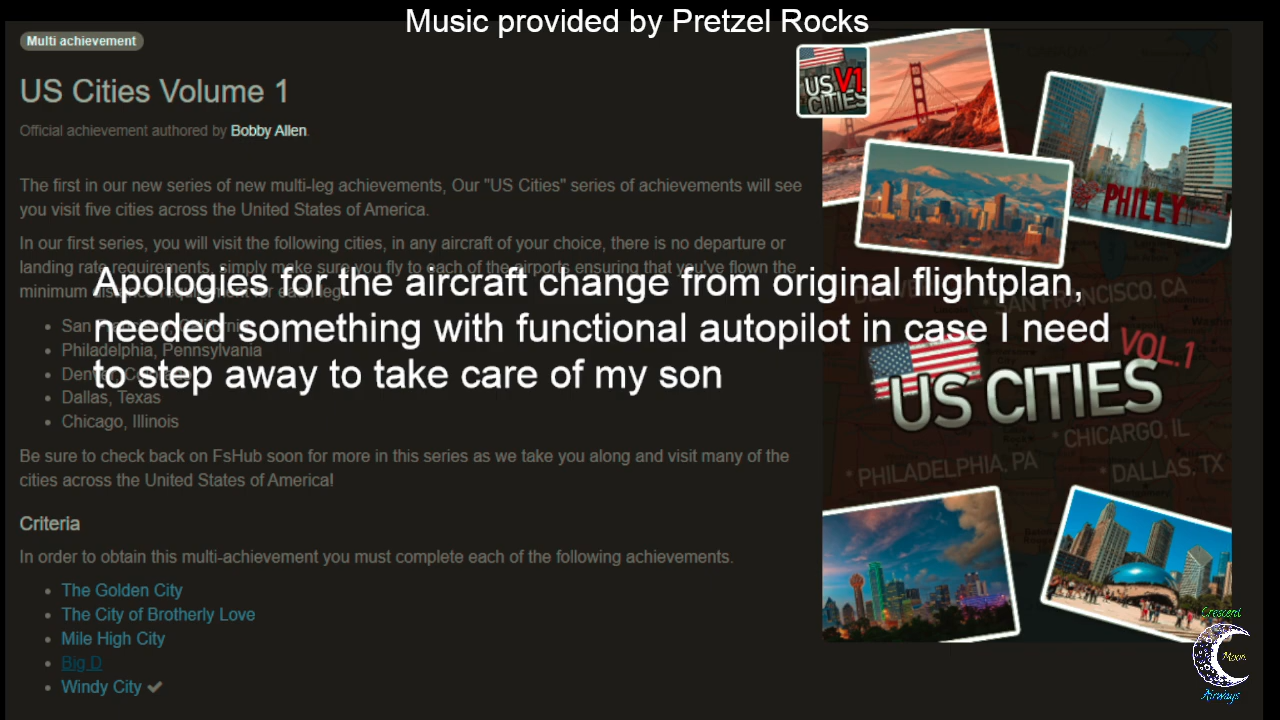 Music provided by Pretzel Rocks
Multi achievement
US Cities Volume 1
Official achievement authored by Bobby Allen.
The first in our new series of new multi-leg achievements, Our "US Cities" series of achievements will see
you visit five cities across the United States of America.
In our first series, you will visit the following cities, in any aircraft of your choice, there is no departure or
landing rate requirements, simply make sure you fly to each of the airports ensuring that you've flown the
minimum
Apologies for the aircraft change from original flightplan,
needed something with functional autopilot in case I need
to step away to take care of my son
Philadelphia, Pennsylvania
Dallas, Texas
Chicago, Illinois
Be sure to check back on FsHub soon for more in this series as we take you along and visit many of the
cities across the United States of America!
Criteria
In order to obtain this multi-achievement you must complete each of the following achievements.
The Golden City
The City of Brotherly Love
Mile High City
Big D
Windy City
US V.1
CITIES
PHILLY
SAN FRANCISCO, CA
VOL.1
US CITIES
CHICARGO, IL
PHILADELPHIA, PA
DALLAS, TX
Crescent
Moon
Airways